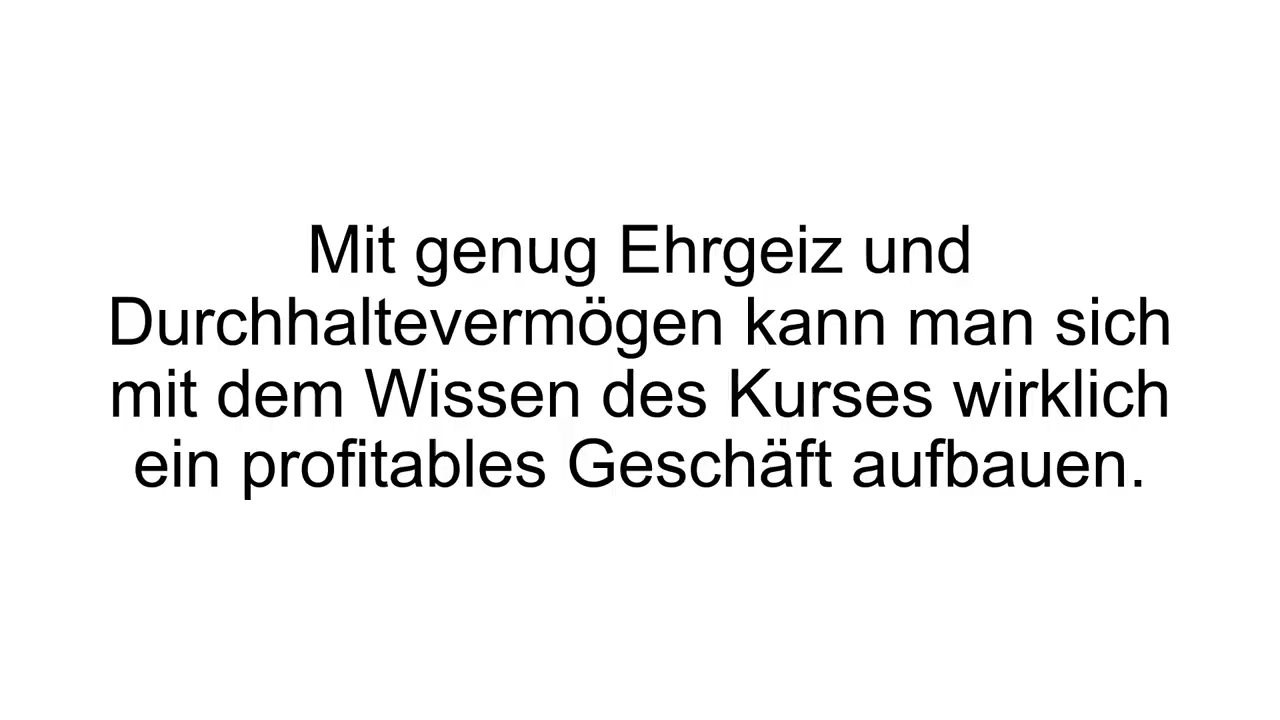 Mit genug Ehrgeiz und
Durchhaltevermögen kann man sich
mit dem Wissen des Kurses wirklich
ein profitables Geschäft aufbauen.